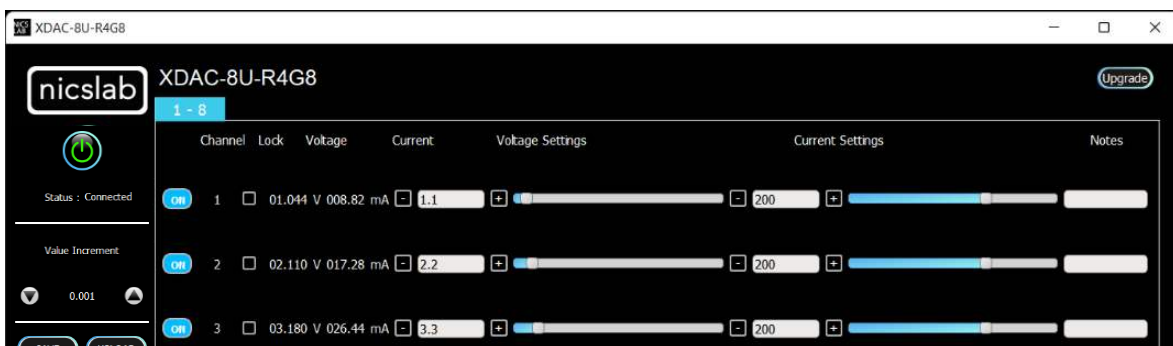 NICS LAB XDAC-8U-R4G8
nicslab XDAC-8U-R4G8 Upgrade
1 - 8
Channel Lock Voltage Current Voltage Settings Current Settings Notes
Status : Connected ON 1 01.044 V 008.82 mA - 1.1 + - 200 +
Value Increment
ON 2 02.110 V 017.28 mA - 2.2 + - 200 +
0.001
ON 3 03.180 V 026.44 mA - 3.3 + - 200 +